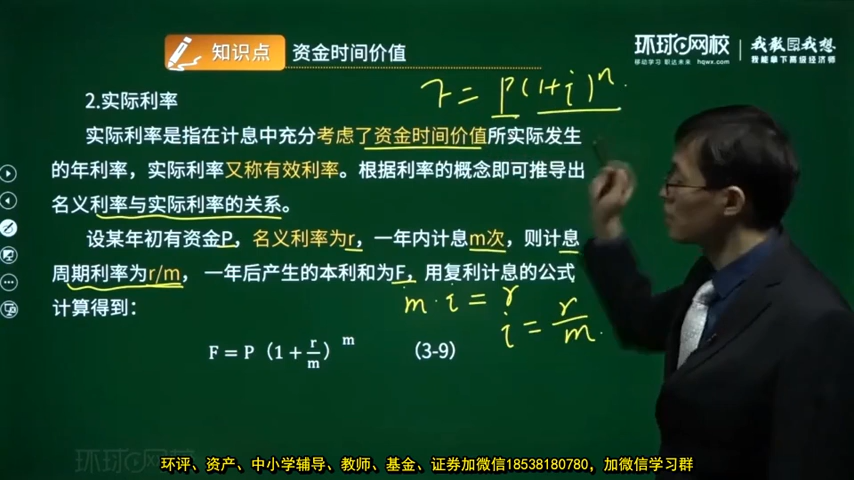 知识点 资金时间价值
环球网校 | 我敢想我想
移动学习 职达未来 hqwx.com 我能拿下高级经济师
F = P(1+i)ⁿ.
2.实际利率
实际利率是指在计息中充分考虑了资金时间价值所实际发生
的年利率，实际利率又称有效利率。根据利率的概念即可推导出
名义利率与实际利率的关系。
设某年初有资金P，名义利率为r，一年内计息m次，则计息
周期利率为r/m， 一年后产生的本利和为F，用复利计息的公式
计算得到：
m·i = r
i = r/m.
F = P（1+r/m）^m （3-9）
环球网校
环评、资产、中小学辅导、教师、基金、证券加微信18538180780，加微信学习群